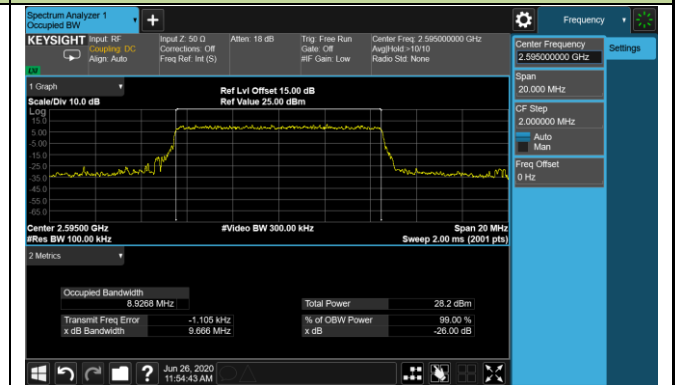 Spectrum Analyzer 1
Occupied BW
Frequency
KEYSIGHT Input: RF
Coupling: DC
Align: Auto
Input Z: 50 Ω
Corrections: Off
Freq Ref: Int (S)
Atten: 18 dB
Trig: Free Run
Gate: Off
#IF Gain: Low
Center Freq: 2.595000000 GHz
Avg|Hold:>10/10
Radio Std: None
LM
Center Frequency
2.595000000 GHz
Settings
Span
20.000 MHz
CF Step
2.000000 MHz
Auto
Man
Freq Offset
0 Hz
1 Graph
Scale/Div 10.0 dB
Ref Lvl Offset 15.00 dB
Ref Value 25.00 dBm
Log
15.0
5.00
-5.00
-15.0
-25.0
-35.0
-45.0
-55.0
-65.0
Center 2.59500 GHz
#Video BW 300.00 kHz
Span 20 MHz
#Res BW 100.00 kHz
Sweep 2.00 ms (2001 pts)
2 Metrics
Occupied Bandwidth
8.9268 MHz
Total Power 28.2 dBm
Transmit Freq Error -1.105 kHz
% of OBW Power 99.00 %
x dB Bandwidth 9.666 MHz
x dB -26.00 dB
Jun 26, 2020
11:54:43 AM